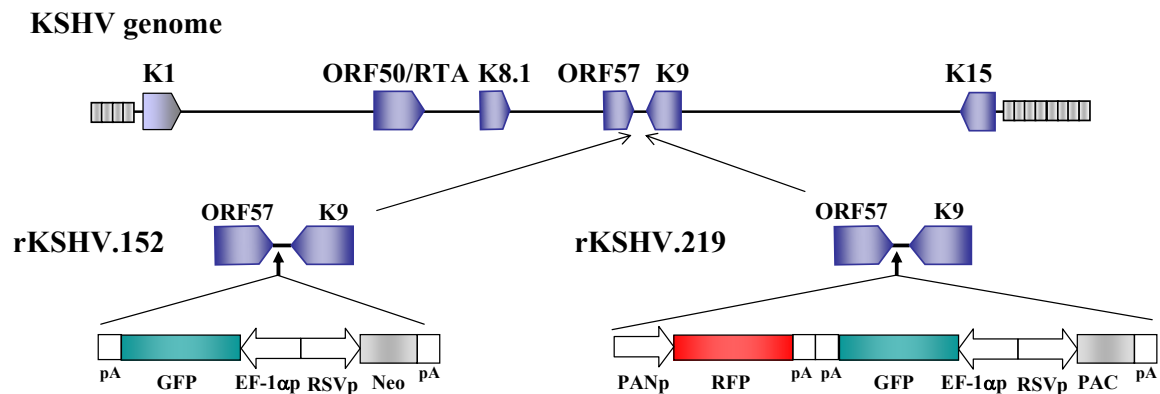 KSHV genome
K1 ORF50/RTA K8.1 ORF57 K9 K15
ORF57 K9 ORF57 K9
rKSHV.152 rKSHV.219
pA GFP EF-1αp RSVp Neo pA PANp RFP pA pA GFP EF-1αp RSVp PAC pA